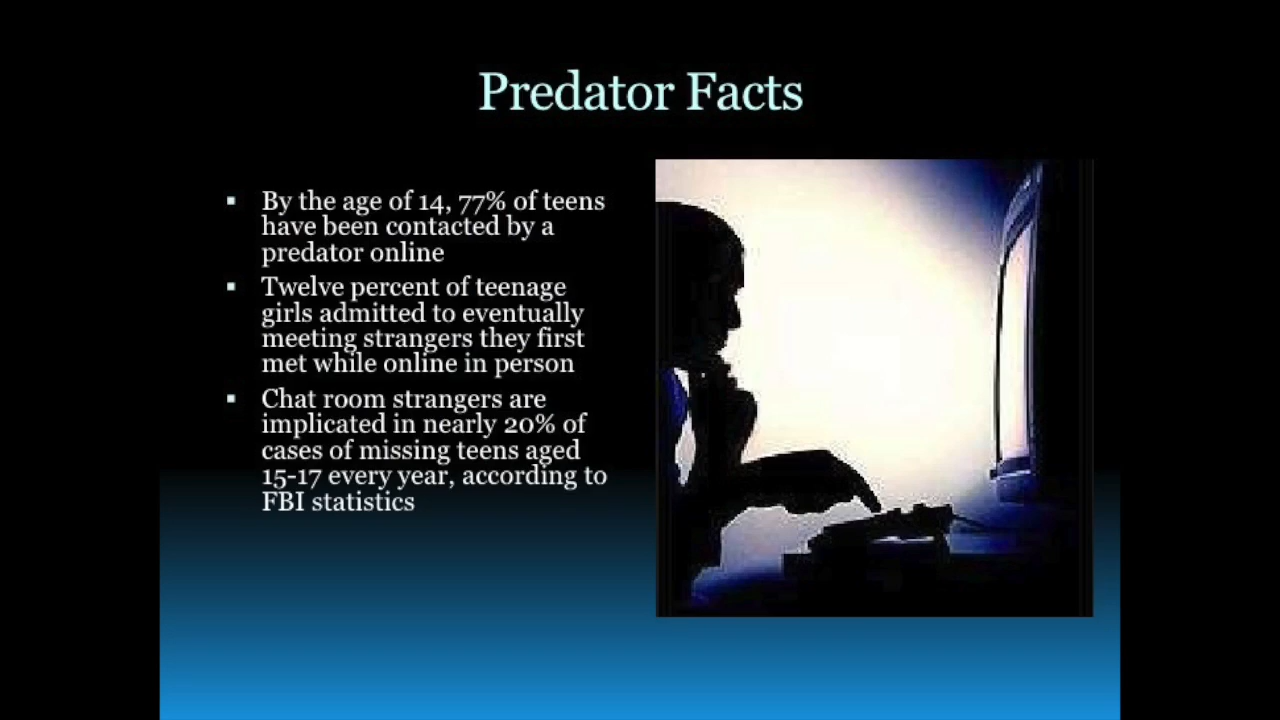 Predator Facts
▪ By the age of 14, 77% of teens
have been contacted by a
predator online
▪ Twelve percent of teenage
girls admitted to eventually
meeting strangers they first
met while online in person
▪ Chat room strangers are
implicated in nearly 20% of
cases of missing teens aged
15-17 every year, according to
FBI statistics